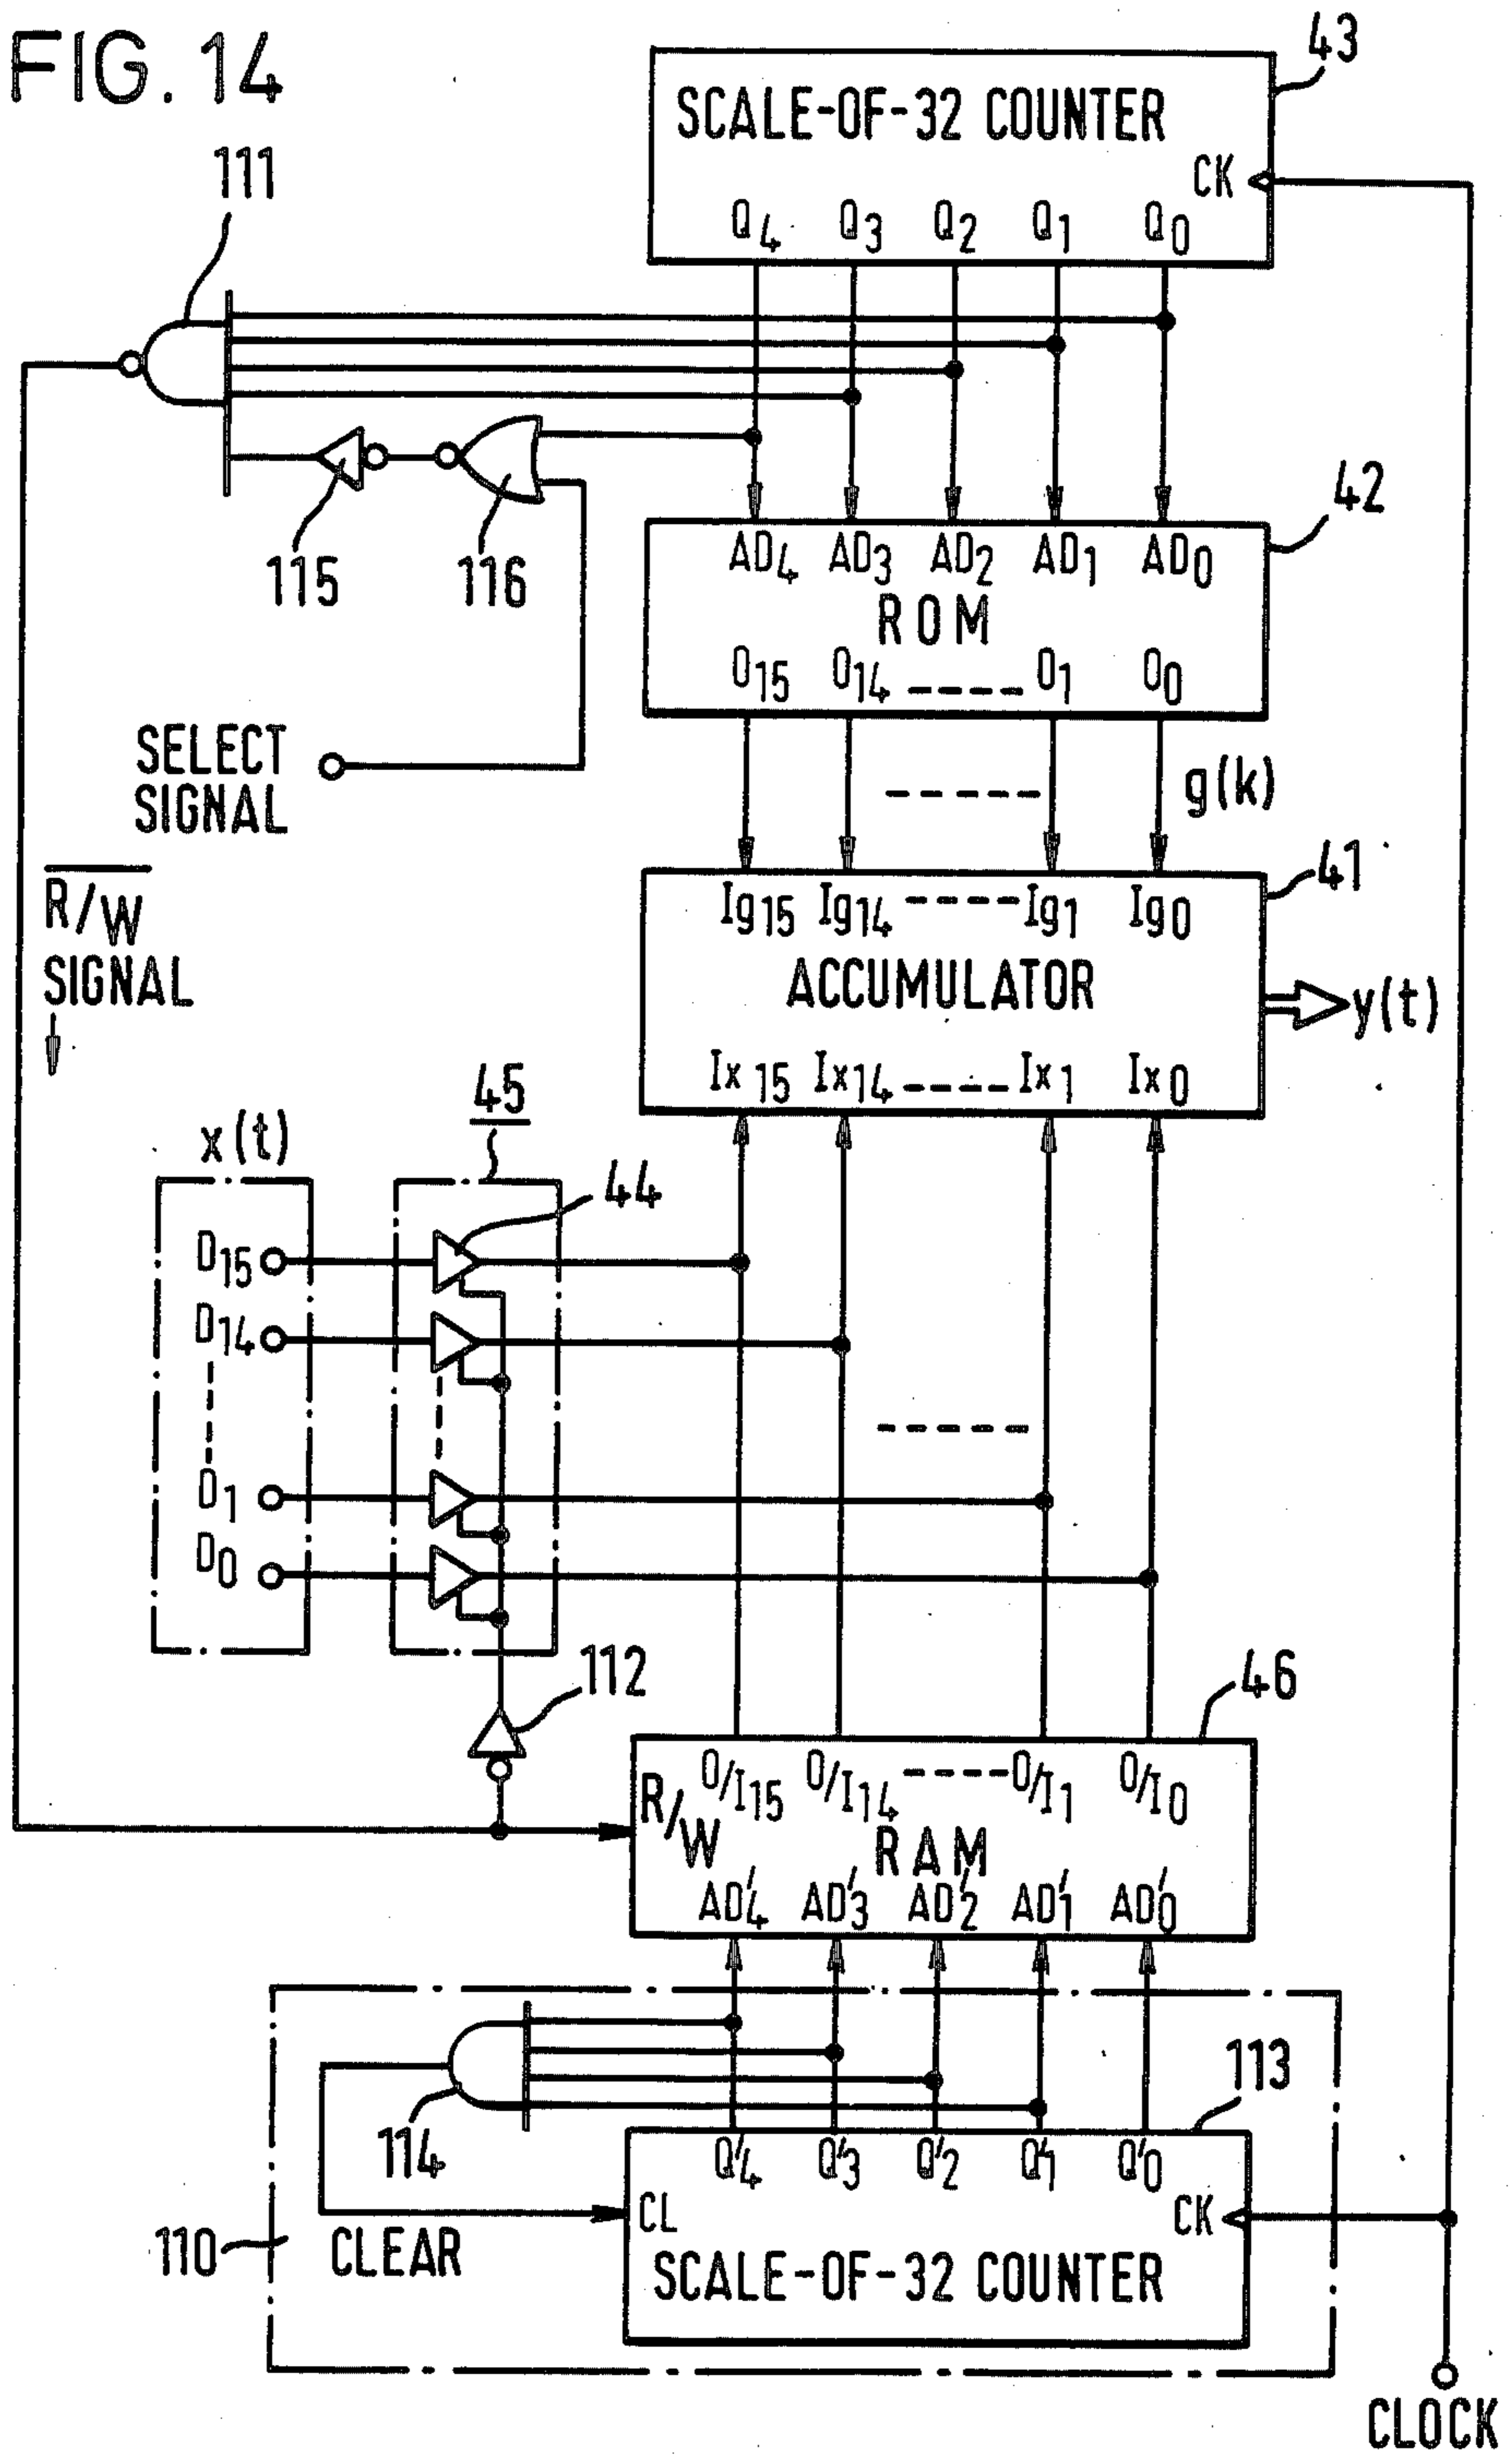 FIG. 14
43
SCALE-OF-32 COUNTER
CK
Q4 Q3 Q2 Q1 Q0
111
115
116
42
AD4 AD3 AD2 AD1 AD0
ROM
O15 O14 ----- O1 O0
SELECT
SIGNAL
g(k)
R/W
SIGNAL
41
Ig15 Ig14 ---- Ig1 Ig0
ACCUMULATOR
y(t)
Ix15 Ix14 ---- Ix1 Ix0
45
x(t)
44
D15
D14
D1
D0
112
46
R/W
O/I15 O/I14 ---- O/I1 O/I0
RAM
AD'4 AD'3 AD'2 AD'1 AD'0
114
113
Q'4 Q'3 Q'2 Q'1 Q'0
CL
CK
110
CLEAR
SCALE-OF-32 COUNTER
CLOCK